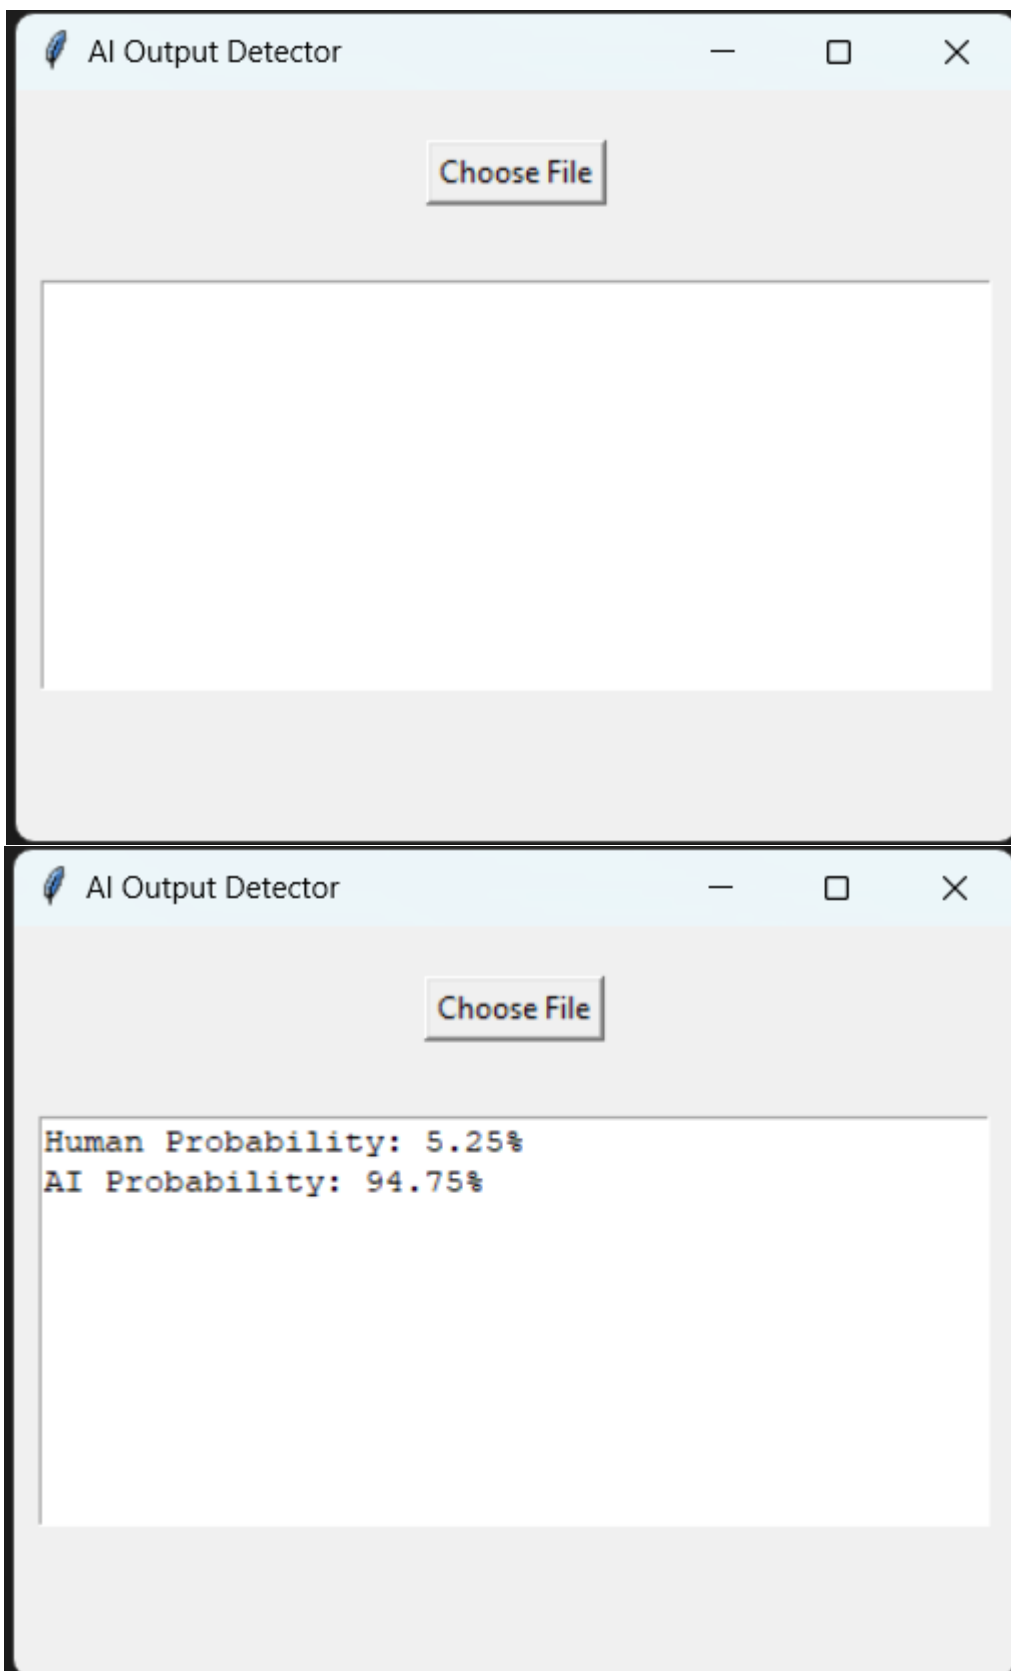 AI Output Detector
Choose File
AI Output Detector
Choose File
Human Probability: 5.25%
AI Probability: 94.75%